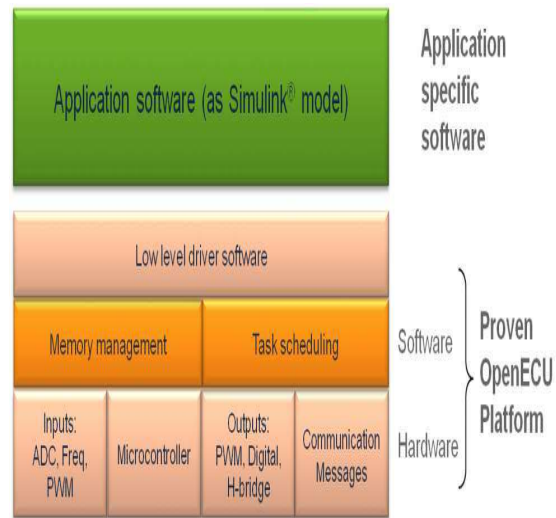 Application software (as Simulink® model)
Application
specific
software
Low level driver software
Memory management
Task scheduling
Software
Inputs:
ADC, Freq,
PWM
Microcontroller
Outputs:
PWM, Digital,
H-bridge
Communication
Messages
Hardware
Proven
OpenECU
Platform